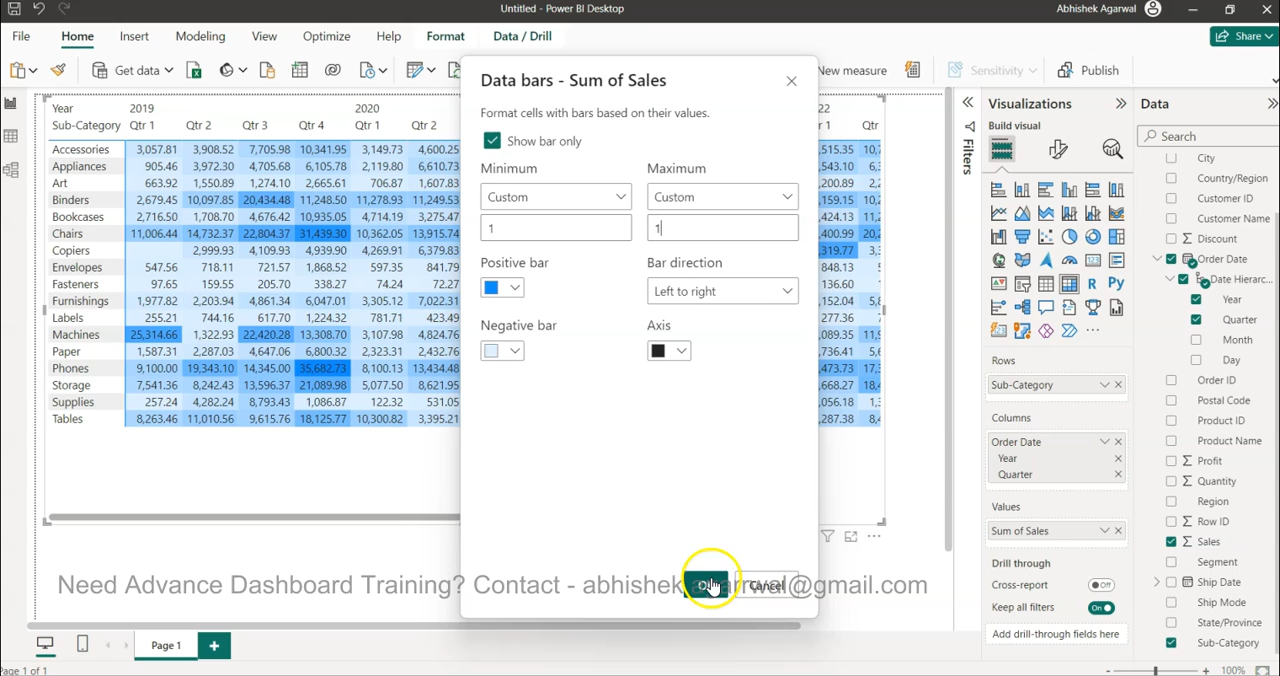 Untitled - Power BI Desktop
Abhishek Agarwal
File Home Insert Modeling View Optimize Help Format Data / Drill
Share
Get data
New measure
Sensitivity
Publish
Year 2019 2020
Sub-Category Qtr 1 Qtr 2 Qtr 3 Qtr 4 Qtr 1 Qtr 2
Accessories 3,057.81 3,908.52 7,705.98 10,341.95 3,149.73 4,600.25
Appliances 905.46 3,972.30 4,705.68 6,105.78 2,119.80 6,610.73
Art 663.92 1,550.89 1,274.10 2,665.61 706.87 1,607.83
Binders 2,679.45 10,097.85 20,434.48 11,248.50 11,278.93 11,249.53
Bookcases 2,716.50 1,708.70 4,676.42 10,935.05 4,714.19 3,275.47
Chairs 11,006.44 14,732.37 22,804.37 31,439.30 10,362.05 13,915.74
Copiers 2,999.93 4,109.93 4,939.90 4,269.91 6,379.83
Envelopes 547.56 718.11 721.57 1,868.52 597.35 841.79
Fasteners 97.65 159.55 205.70 338.27 74.24 72.27
Furnishings 1,977.82 2,203.94 4,861.34 6,047.01 3,305.12 7,022.31
Labels 255.21 744.16 617.70 1,224.32 781.71 423.49
Machines 25,314.66 1,322.93 22,420.28 13,308.70 3,107.98 4,824.76
Paper 1,587.31 2,287.03 4,647.06 6,800.32 2,323.31 2,432.76
Phones 9,100.00 19,343.10 14,345.00 35,682.73 8,100.13 13,434.48
Storage 7,541.36 8,242.43 13,596.37 21,089.98 5,077.50 8,621.95
Supplies 257.24 4,282.24 8,793.43 1,086.87 122.32 531.05
Tables 8,263.46 11,010.56 9,615.76 18,125.77 10,300.82 3,395.21
Data bars - Sum of Sales
Format cells with bars based on their values.
Show bar only
Minimum Maximum
Custom Custom
1 1
Positive bar Bar direction
Left to right
Negative bar Axis
Cancel
Filters
Visualizations
Build visual
Rows
Sub-Category
Columns
Order Date
Year
Quarter
Values
Sum of Sales
Drill through
Cross-report Off
Keep all filters On
Add drill-through fields here
Data
Search
City
Country/Region
Customer ID
Customer Name
Discount
Order Date
Date Hierarc...
Year
Quarter
Month
Day
Order ID
Postal Code
Product ID
Product Name
Profit
Quantity
Region
Row ID
Sales
Segment
Ship Date
Ship Mode
State/Province
Sub-Category
Need Advance Dashboard Training? Contact - abhishek.agarrwal@gmail.com
Page 1
Page 1 of 1
100%